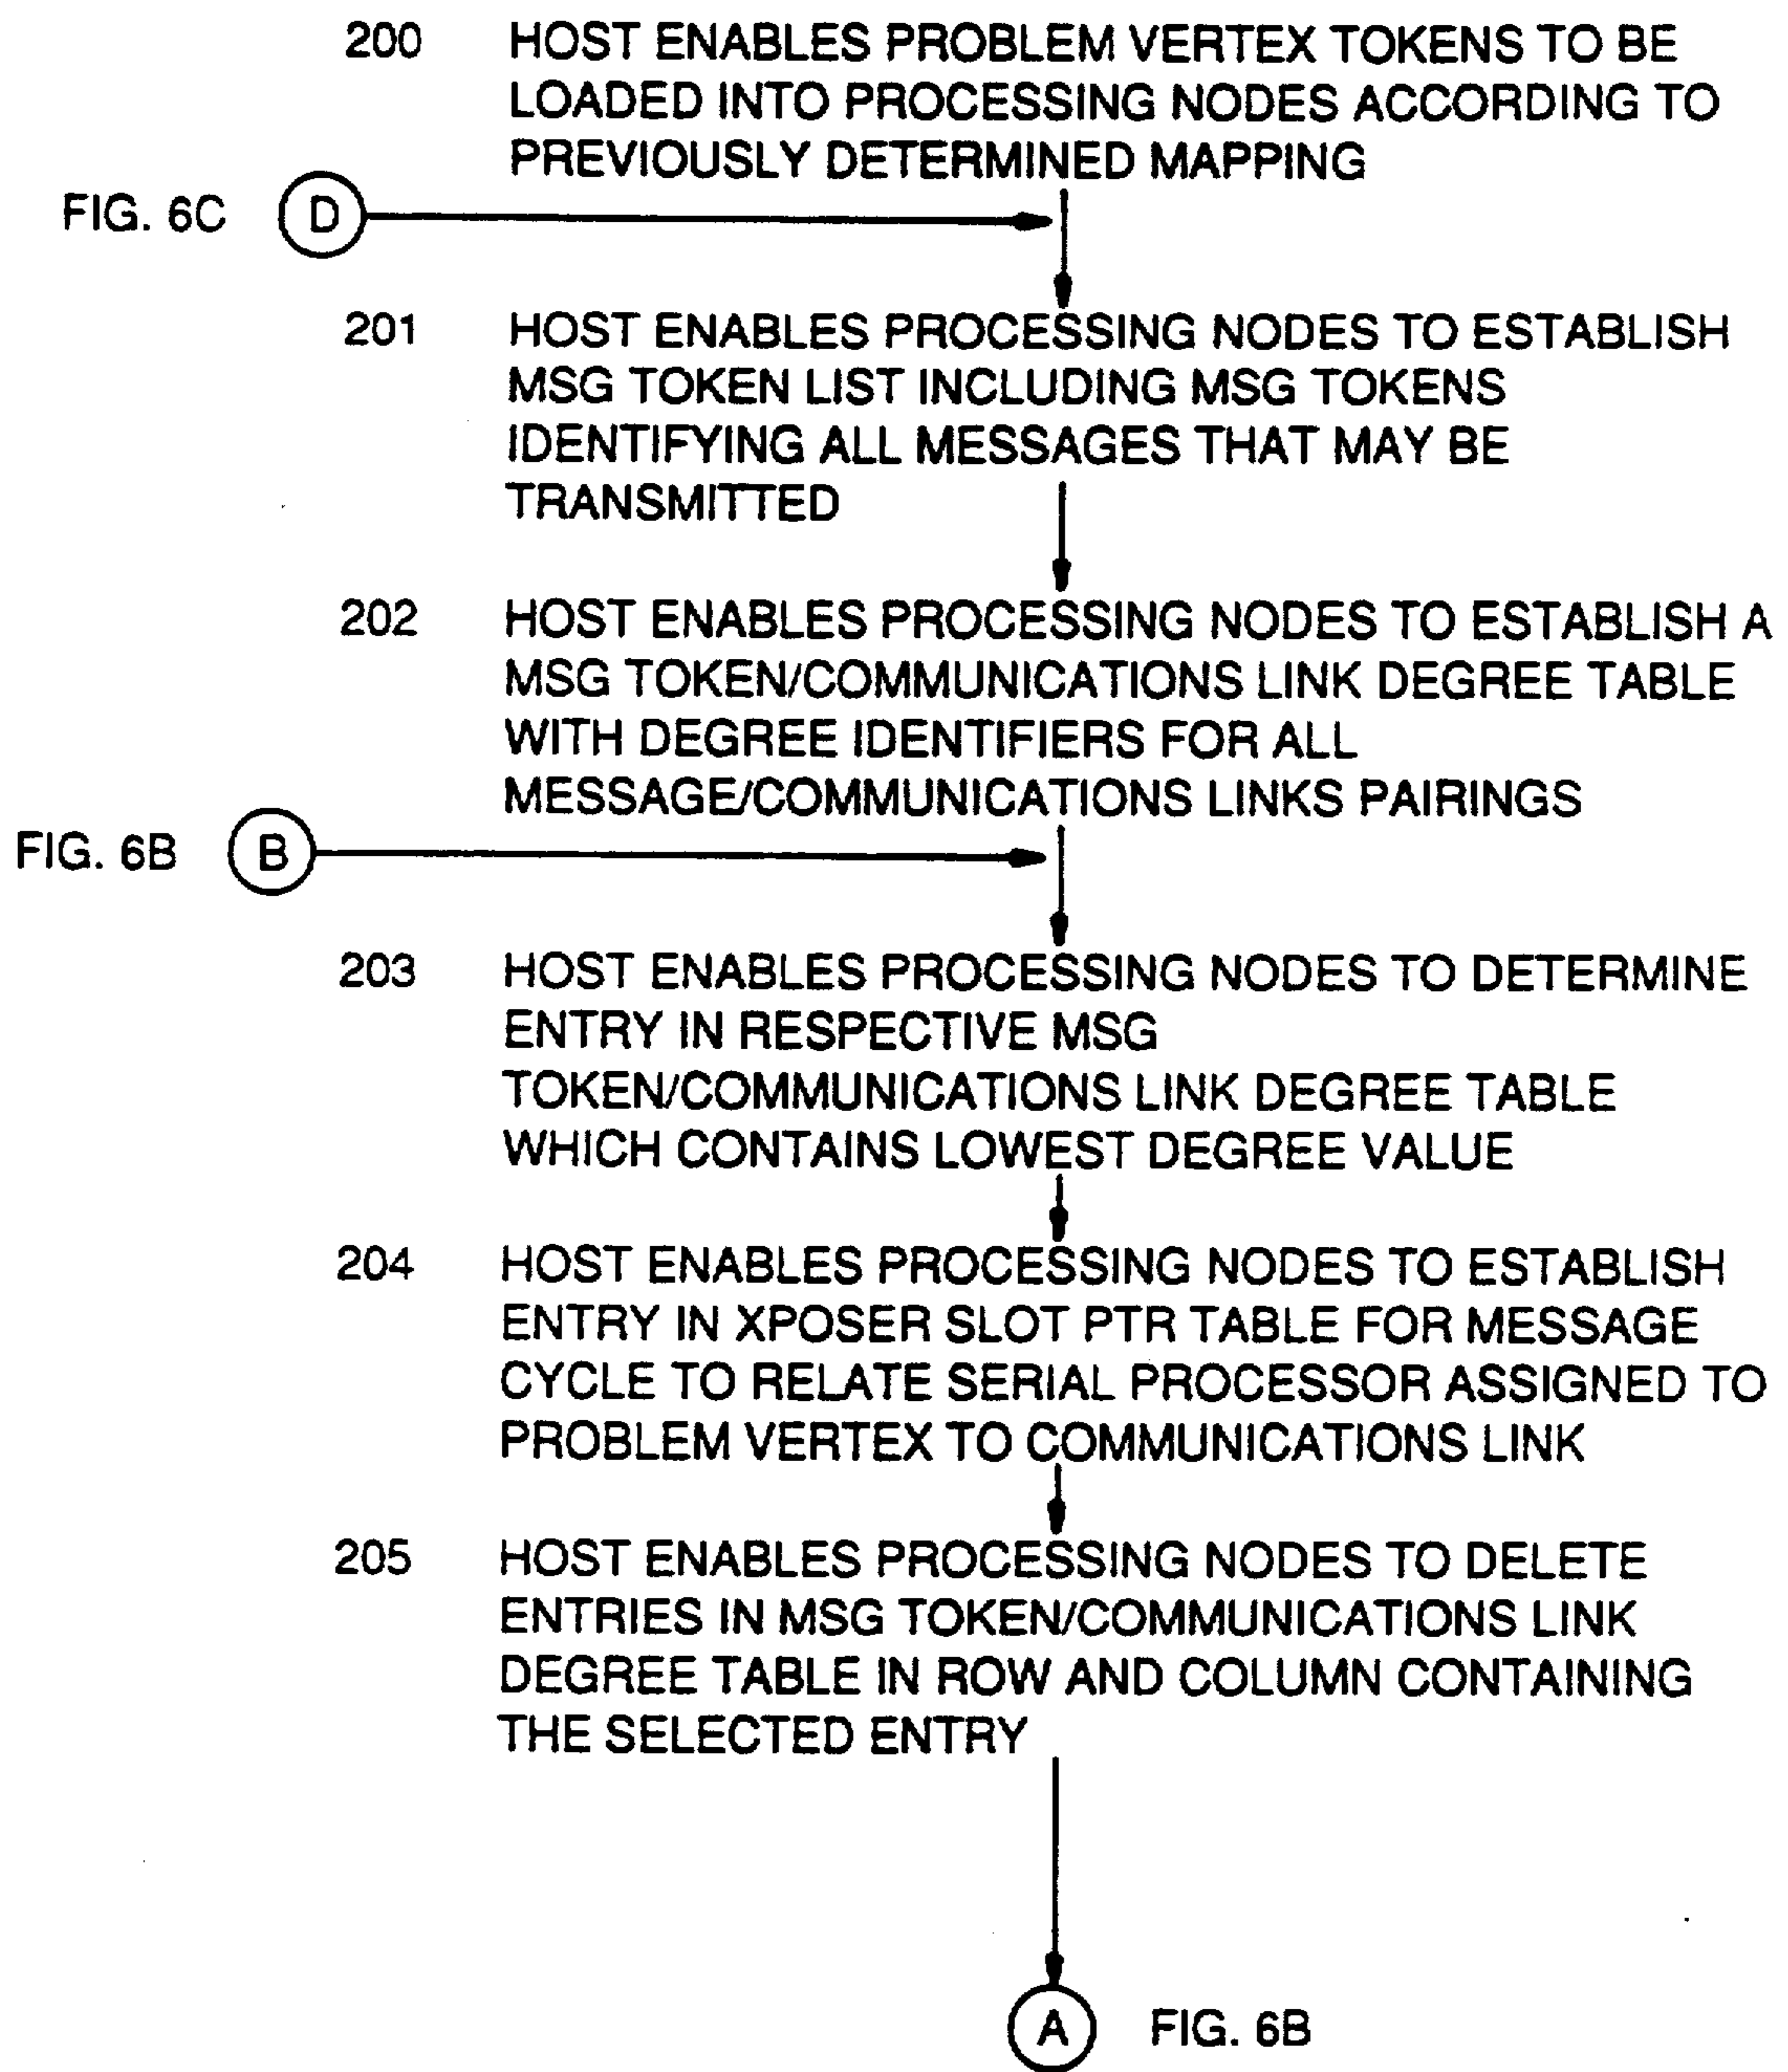 200 HOST ENABLES PROBLEM VERTEX TOKENS TO BE
LOADED INTO PROCESSING NODES ACCORDING TO
PREVIOUSLY DETERMINED MAPPING
FIG. 6C D
201 HOST ENABLES PROCESSING NODES TO ESTABLISH
MSG TOKEN LIST INCLUDING MSG TOKENS
IDENTIFYING ALL MESSAGES THAT MAY BE
TRANSMITTED
202 HOST ENABLES PROCESSING NODES TO ESTABLISH A
MSG TOKEN/COMMUNICATIONS LINK DEGREE TABLE
WITH DEGREE IDENTIFIERS FOR ALL
MESSAGE/COMMUNICATIONS LINKS PAIRINGS
FIG. 6B B
203 HOST ENABLES PROCESSING NODES TO DETERMINE
ENTRY IN RESPECTIVE MSG
TOKEN/COMMUNICATIONS LINK DEGREE TABLE
WHICH CONTAINS LOWEST DEGREE VALUE
204 HOST ENABLES PROCESSING NODES TO ESTABLISH
ENTRY IN XPOSER SLOT PTR TABLE FOR MESSAGE
CYCLE TO RELATE SERIAL PROCESSOR ASSIGNED TO
PROBLEM VERTEX TO COMMUNICATIONS LINK
205 HOST ENABLES PROCESSING NODES TO DELETE
ENTRIES IN MSG TOKEN/COMMUNICATIONS LINK
DEGREE TABLE IN ROW AND COLUMN CONTAINING
THE SELECTED ENTRY
A FIG. 6B